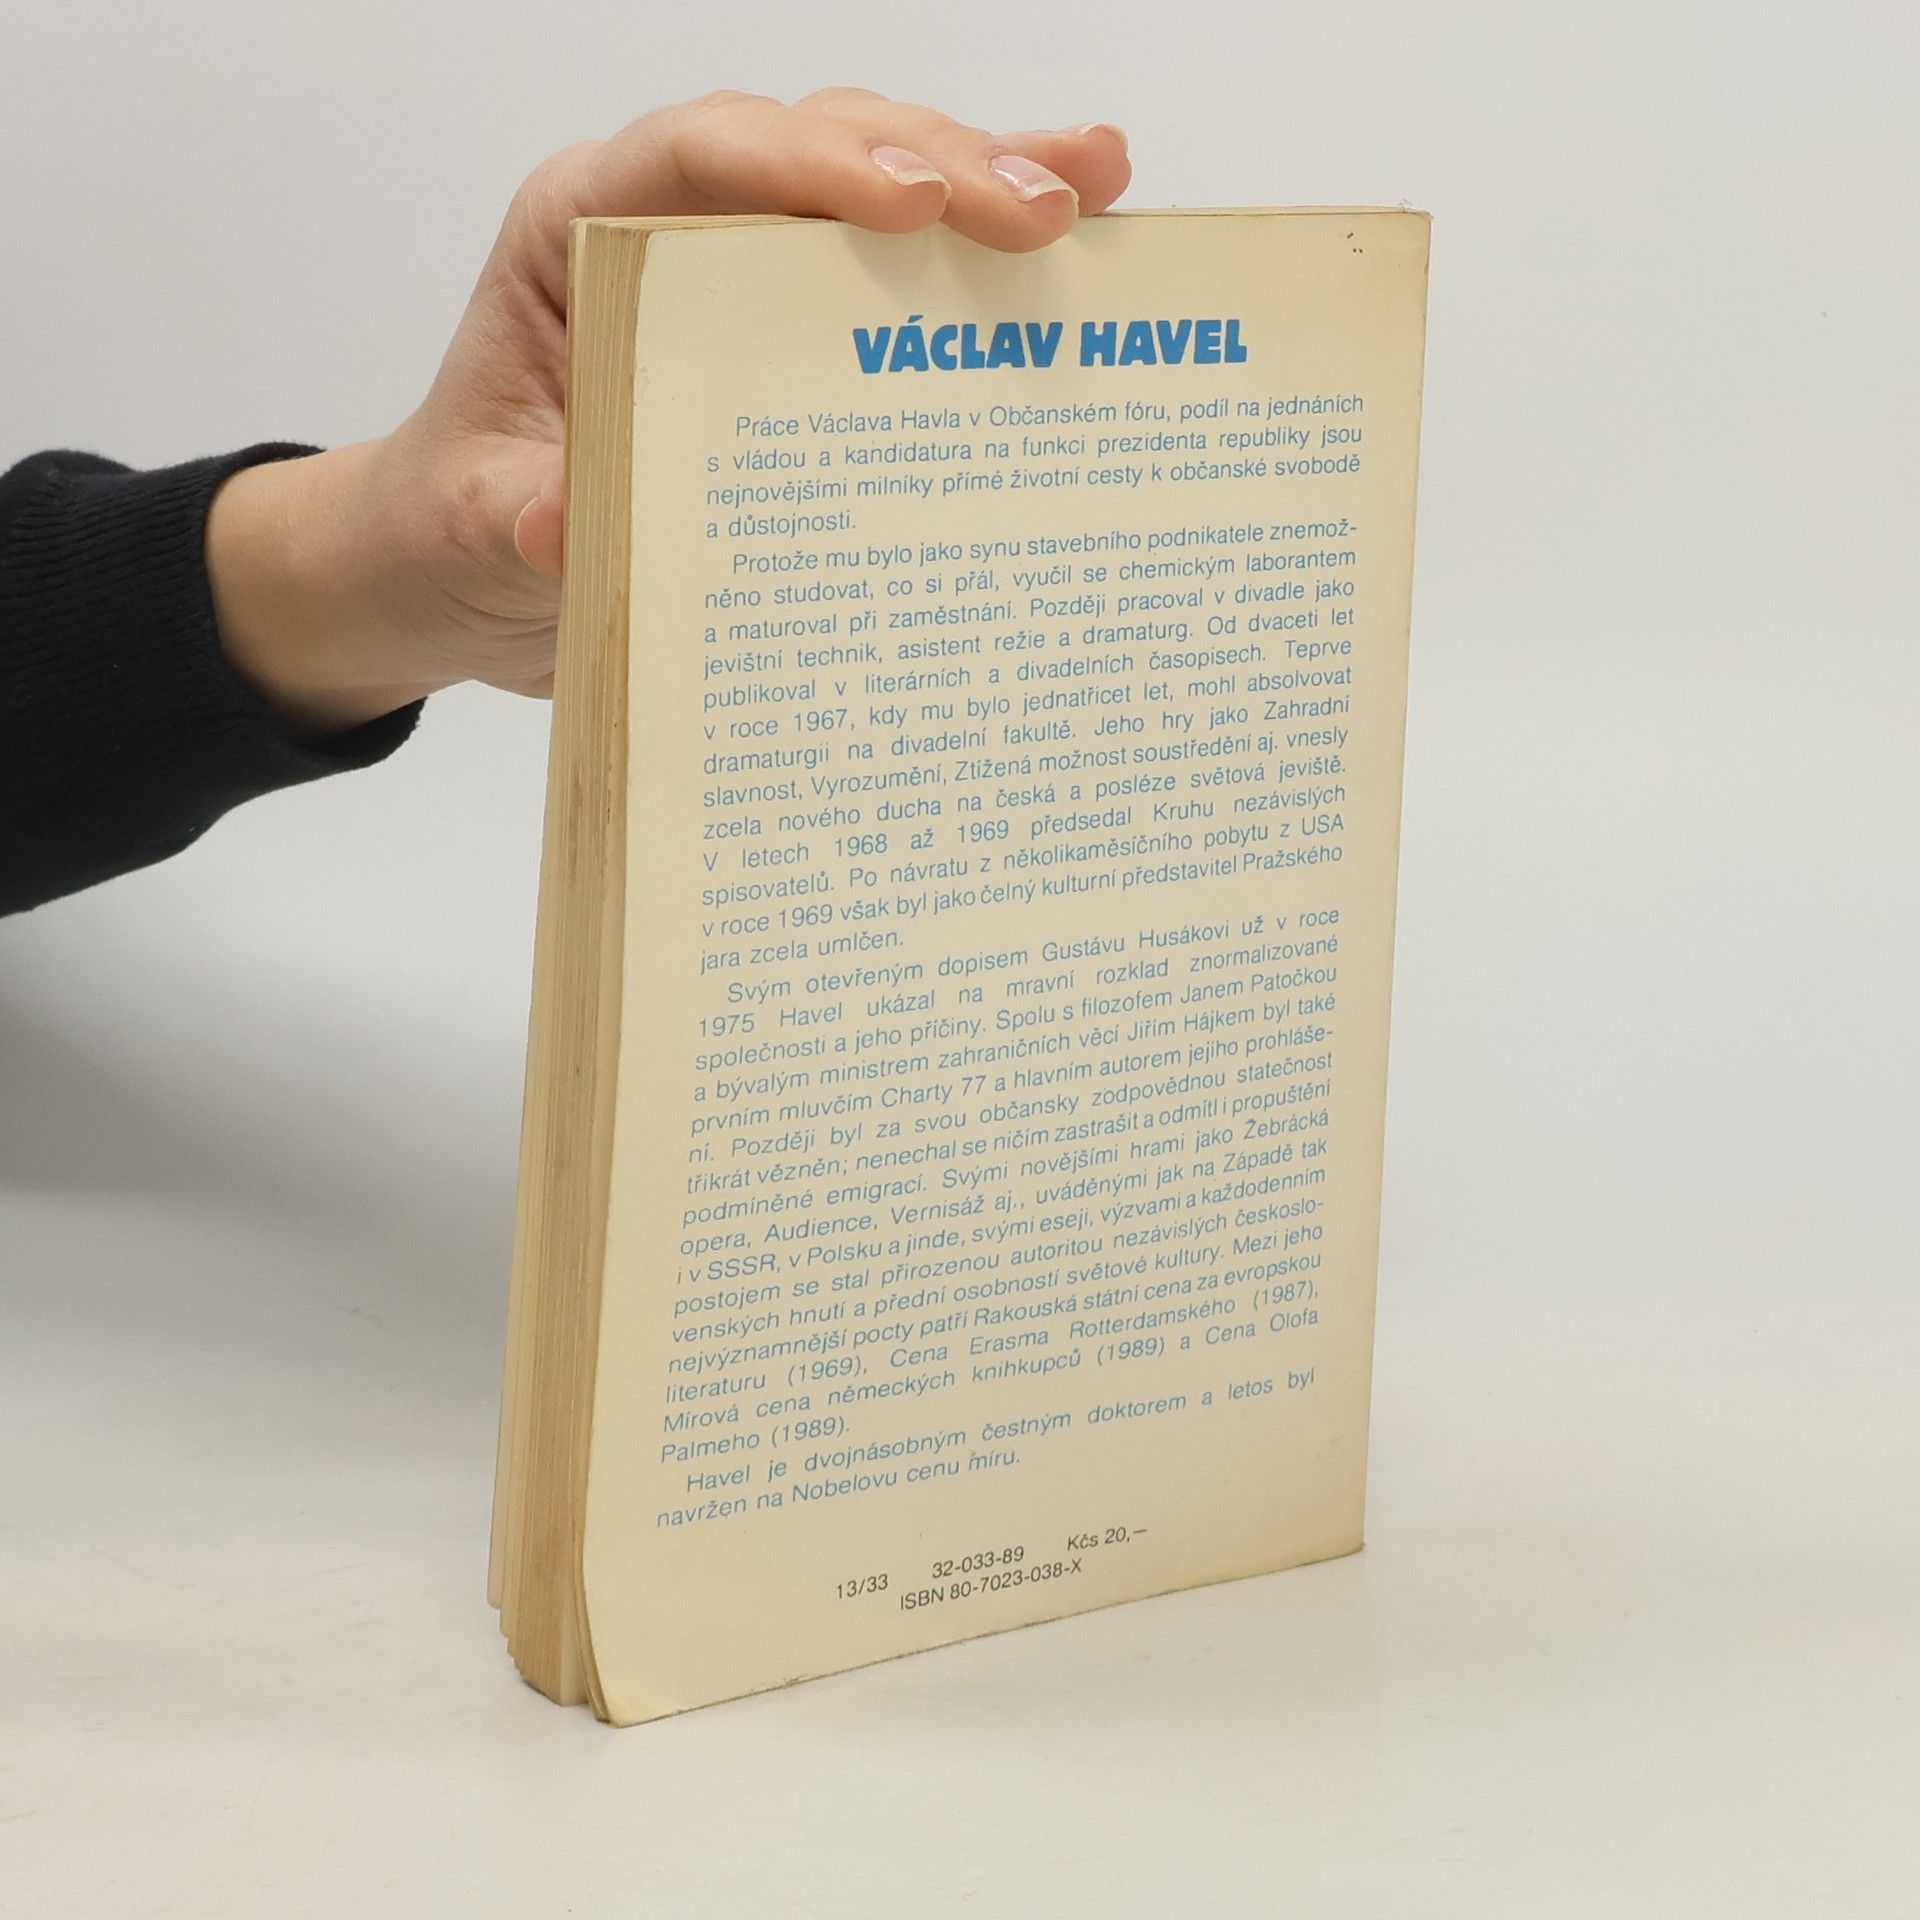 VÁCLAV HAVEL
Práce Václava Havla v Občanském fóru, podíl na jednáních
s vládou a kandidatura na funkci prezidenta republiky jsou
nejnovějšími milníky přímé životní cesty k občanské svobodě
a důstojnosti.
Protože mu bylo jako synu stavebního podnikatele znemož-
něno studovat, co si přál, vyučil se chemickým laborantem
a maturoval při zaměstnání. Později pracoval v divadle jako
jevištní technik, asistent režie a dramaturg. Od dvaceti let
publikoval v literárních a divadelních časopisech. Teprve
v roce 1967, kdy mu bylo jednatřicet let, mohl absolvovat
dramaturgii na divadelní fakultě. Jeho hry jako Zahradní
slavnost, Vyrozumění, Ztížená možnost soustředění aj. vnesly
zcela nového ducha na česká a posléze světová jeviště.
V letech 1968 až 1969 předsedal Kruhu nezávislých
spisovatelů. Po návratu z několikaměsíčního pobytu z USA
v roce 1969 však byl jako čelný kulturní představitel Pražského
jara zcela umlčen.
Svým otevřeným dopisem Gustávu Husákovi už v roce
1975 Havel ukázal na mravní rozklad znormalizované
společnosti a jeho příčiny. Spolu s filozofem Janem Patočkou
a bývalým ministrem zahraničních věcí Jiřím Hájkem byl také
prvním mluvčím Charty 77 a hlavním autorem jejího prohláše-
ní. Později byl za svou občansky zodpovědnou statečnost
třikrát vězněn; nenechal se ničím zastrašit a odmítl i propuštění
podmíněné emigrací. Svými novějšími hrami jako Žebrácká
opera, Audience, Vernisáž aj., uváděnými jak na Západě tak
i v SSSR, v Polsku a jinde, svými eseji, výzvami a každodenním
postojem se stal přirozenou autoritou nezávislých českoslo-
venských hnutí a přední osobností světové kultury. Mezi jeho
nejvýznamnější pocty patří Rakouská státní cena za evropskou
literaturu (1969), Cena Erasma Rotterdamského (1987),
Mírová cena německých knihkupců (1989) a Cena Olofa
Palmeho (1989).
Havel je dvojnásobným čestným doktorem a letos byl
navržen na Nobelovu cenu míru.
13/33 32-033-89 Kčs 20,—
ISBN 80-7023-038-X